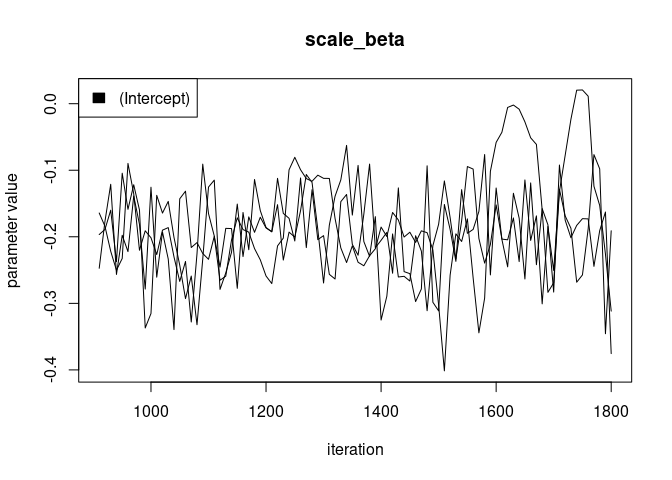 scale_beta
(Intercept)
0.0
-0.1
-0.2
-0.3
-0.4
parameter value
1000 1200 1400 1600 1800
iteration